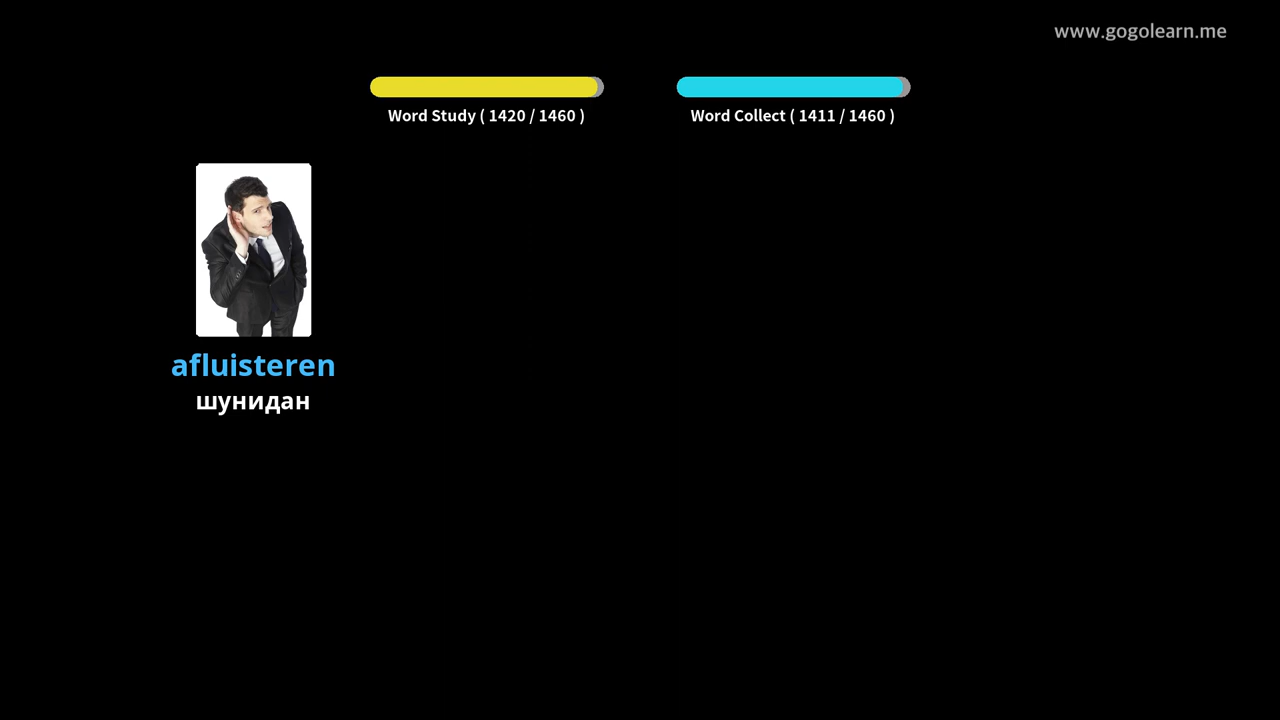 www.gogolearn.me
Word Study ( 1420 / 1460 )
Word Collect ( 1411 / 1460 )
afluisteren
шунидан